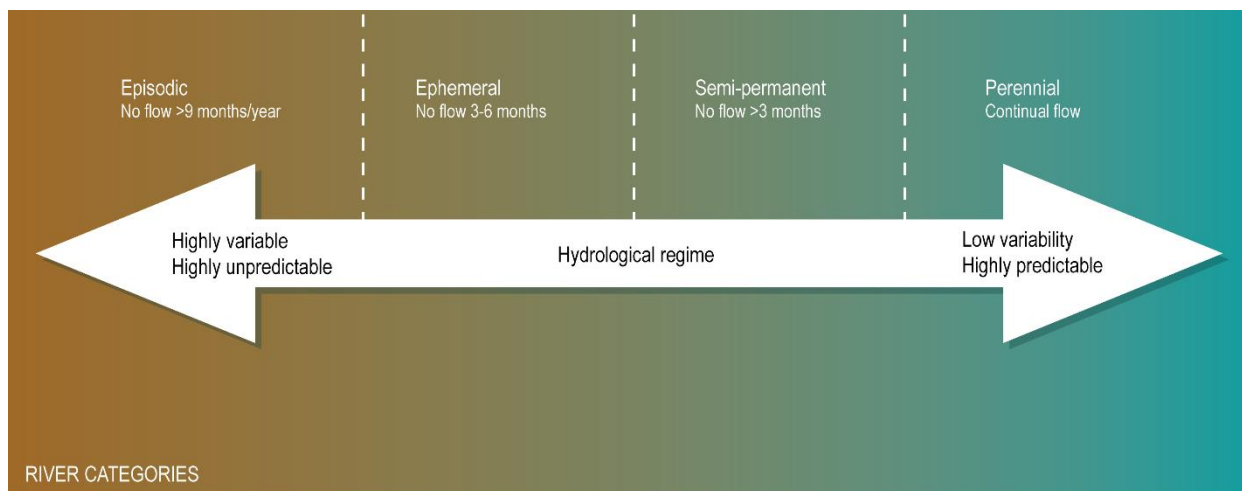 Episodic
No flow >9 months/year
Ephemeral
No flow 3-6 months
Semi-permanent
No flow >3 months
Perennial
Continual flow
Highly variable
Highly unpredictable
Hydrological regime
Low variability
Highly predictable
RIVER CATEGORIES